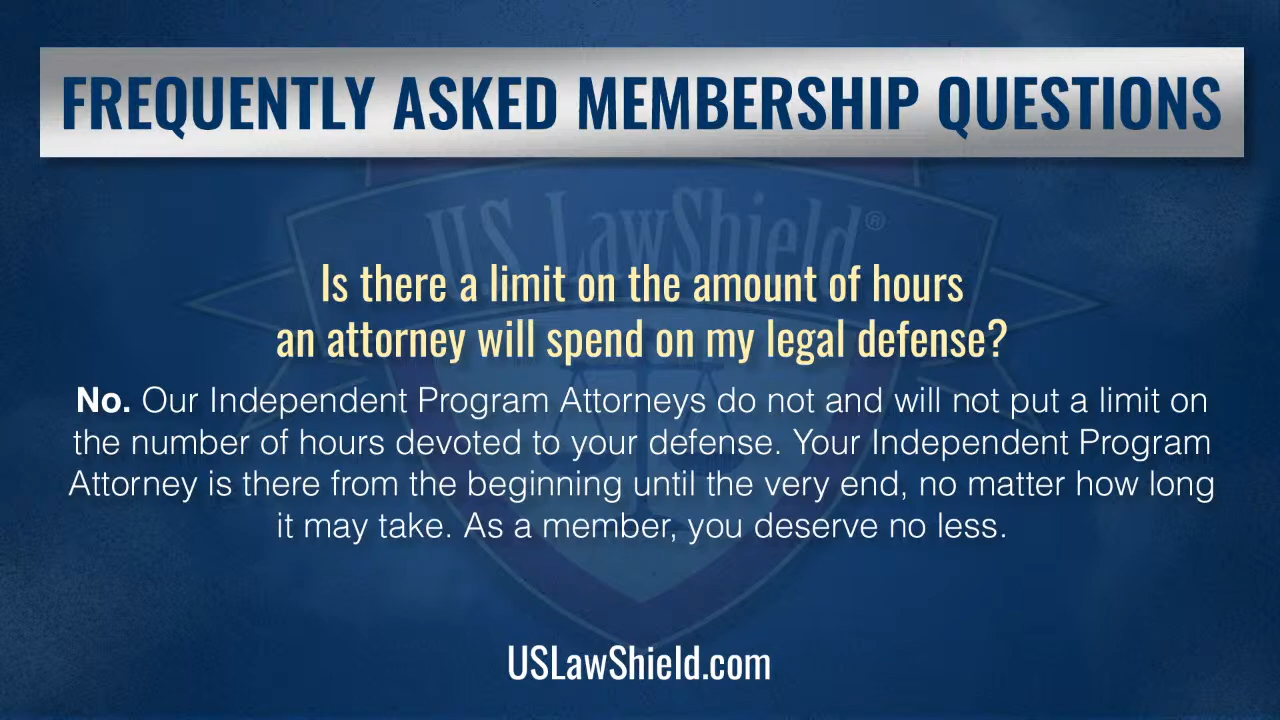 FREQUENTLY ASKED MEMBERSHIP QUESTIONS
US LawShield®
Is there a limit on the amount of hours
an attorney will spend on my legal defense?
No. Our Independent Program Attorneys do not and will not put a limit on
the number of hours devoted to your defense. Your Independent Program
Attorney is there from the beginning until the very end, no matter how long
it may take. As a member, you deserve no less.
USLawShield.com